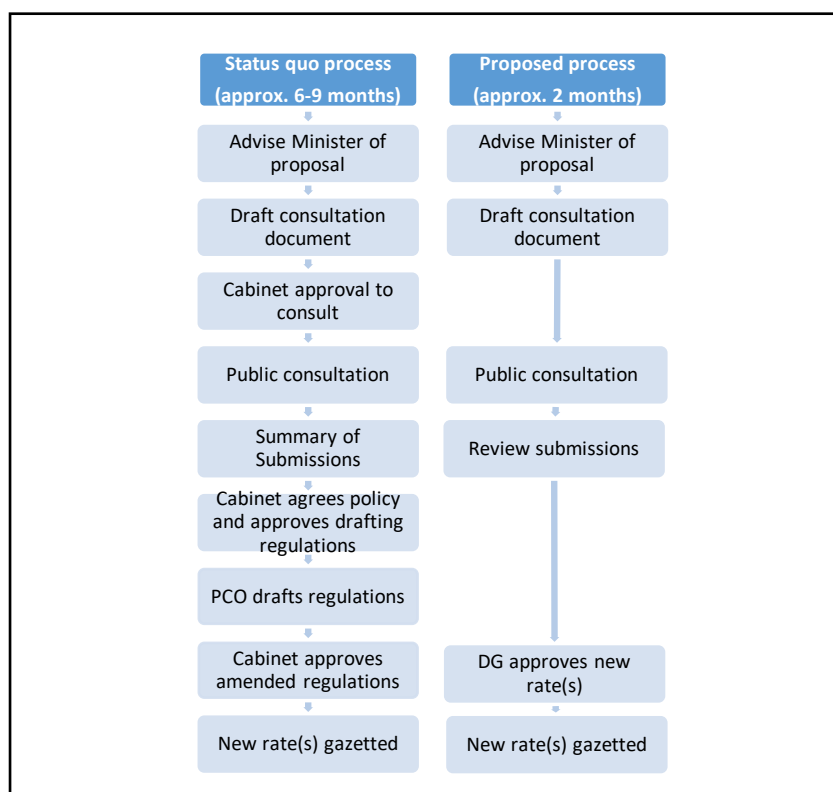 Status quo process
(approx. 6-9 months)
Advise Minister of
proposal
Draft consultation
document
Cabinet approval to
consult
Public consultation
Summary of
Submissions
Cabinet agrees policy
and approves drafting
regulations
PCO drafts regulations
Cabinet approves
amended regulations
New rate(s) gazetted
Proposed process
(approx. 2 months)
Advise Minister of
proposal
Draft consultation
document
Public consultation
Review submissions
DG approves new
rate(s)
New rate(s) gazetted